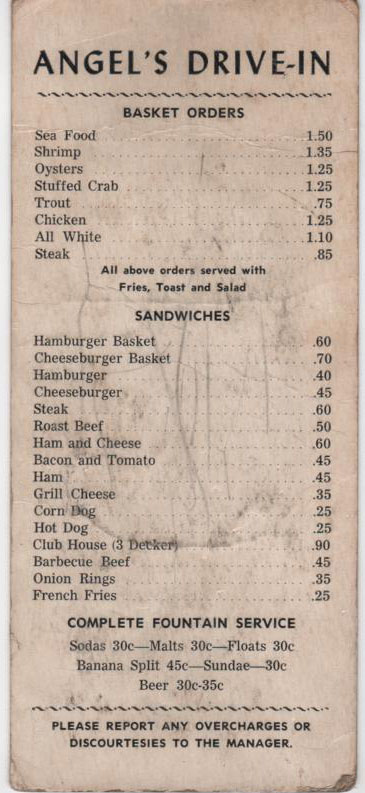 ANGEL'S DRIVE-IN
BASKET ORDERS
Sea Food 1.50
Shrimp 1.35
Oysters 1.25
Stuffed Crab 1.25
Trout .75
Chicken 1.25
All White 1.10
Steak .85
All above orders served with
Fries, Toast and Salad
SANDWICHES
Hamburger Basket .60
Cheeseburger Basket .70
Hamburger .40
Cheeseburger .45
Steak .60
Roast Beef .50
Ham and Cheese .60
Bacon and Tomato .45
Ham .45
Grill Cheese .35
Corn Dog .25
Hot Dog .25
Club House (3 Decker) .90
Barbecue Beef .45
Onion Rings .35
French Fries .25
COMPLETE FOUNTAIN SERVICE
Sodas 30c—Malts 30c—Floats 30c
Banana Split 45c—Sundae—30c
Beer 30c-35c
PLEASE REPORT ANY OVERCHARGES OR
DISCOURTESIES TO THE MANAGER.